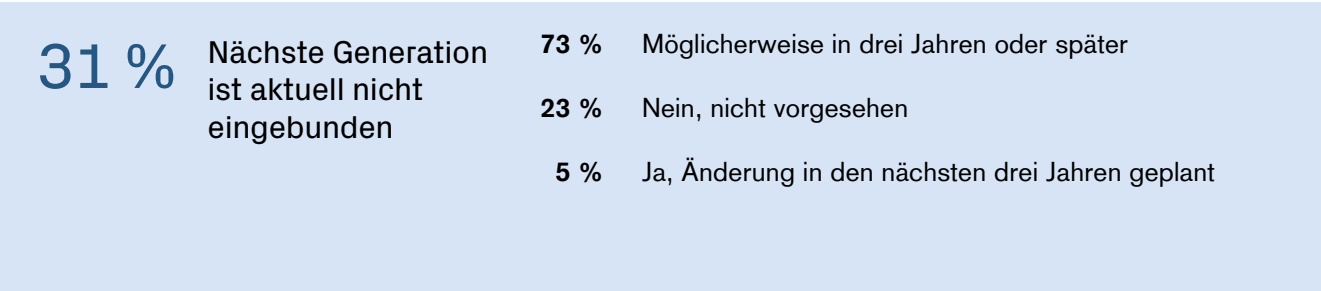 31 %
Nächste Generation
ist aktuell nicht
eingebunden
73 % Möglicherweise in drei Jahren oder später
23 % Nein, nicht vorgesehen
5 % Ja, Änderung in den nächsten drei Jahren geplant